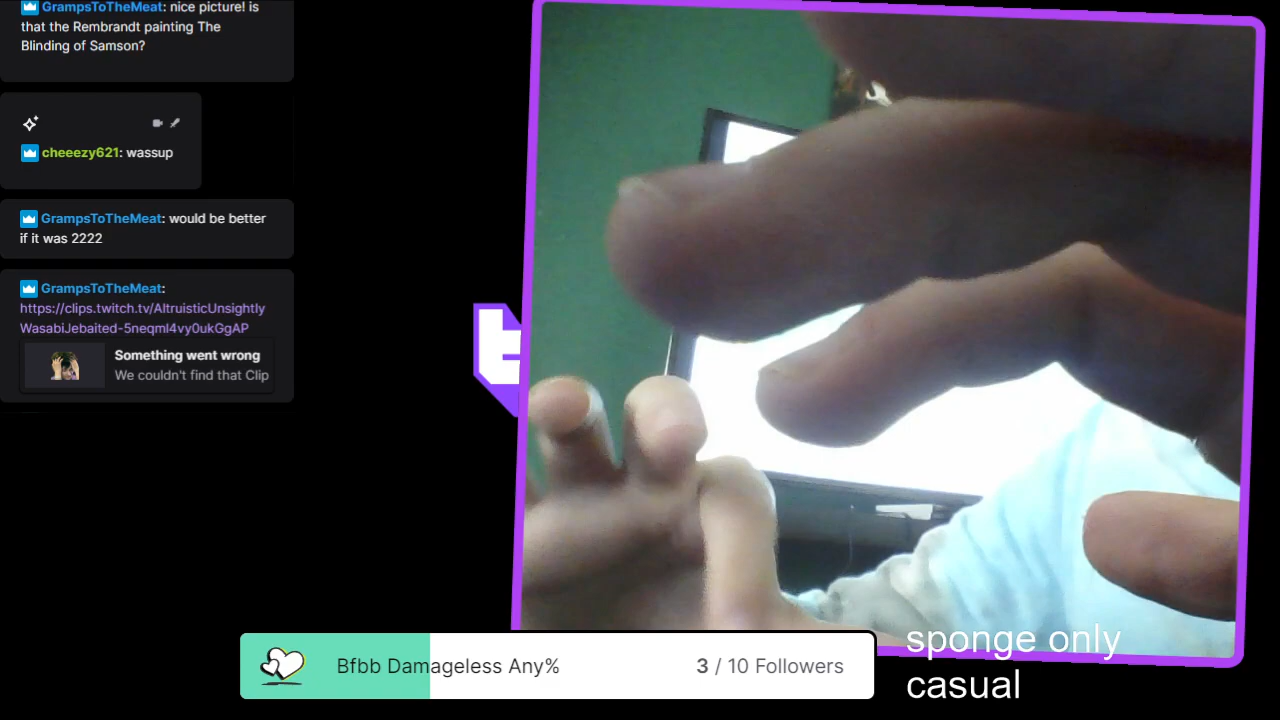 GrampsToTheMeat: nice picture! is
that the Rembrandt painting The
Blinding of Samson?
cheeezy621: wassup
GrampsToTheMeat: would be better
if it was 2222
GrampsToTheMeat:
https://clips.twitch.tv/AltruisticUnsightly
WasabiJebaited-5neqml4vy0ukGgAP
Something went wrong
We couldn't find that Clip
Bfbb Damageless Any%
3 / 10 Followers
sponge only
casual